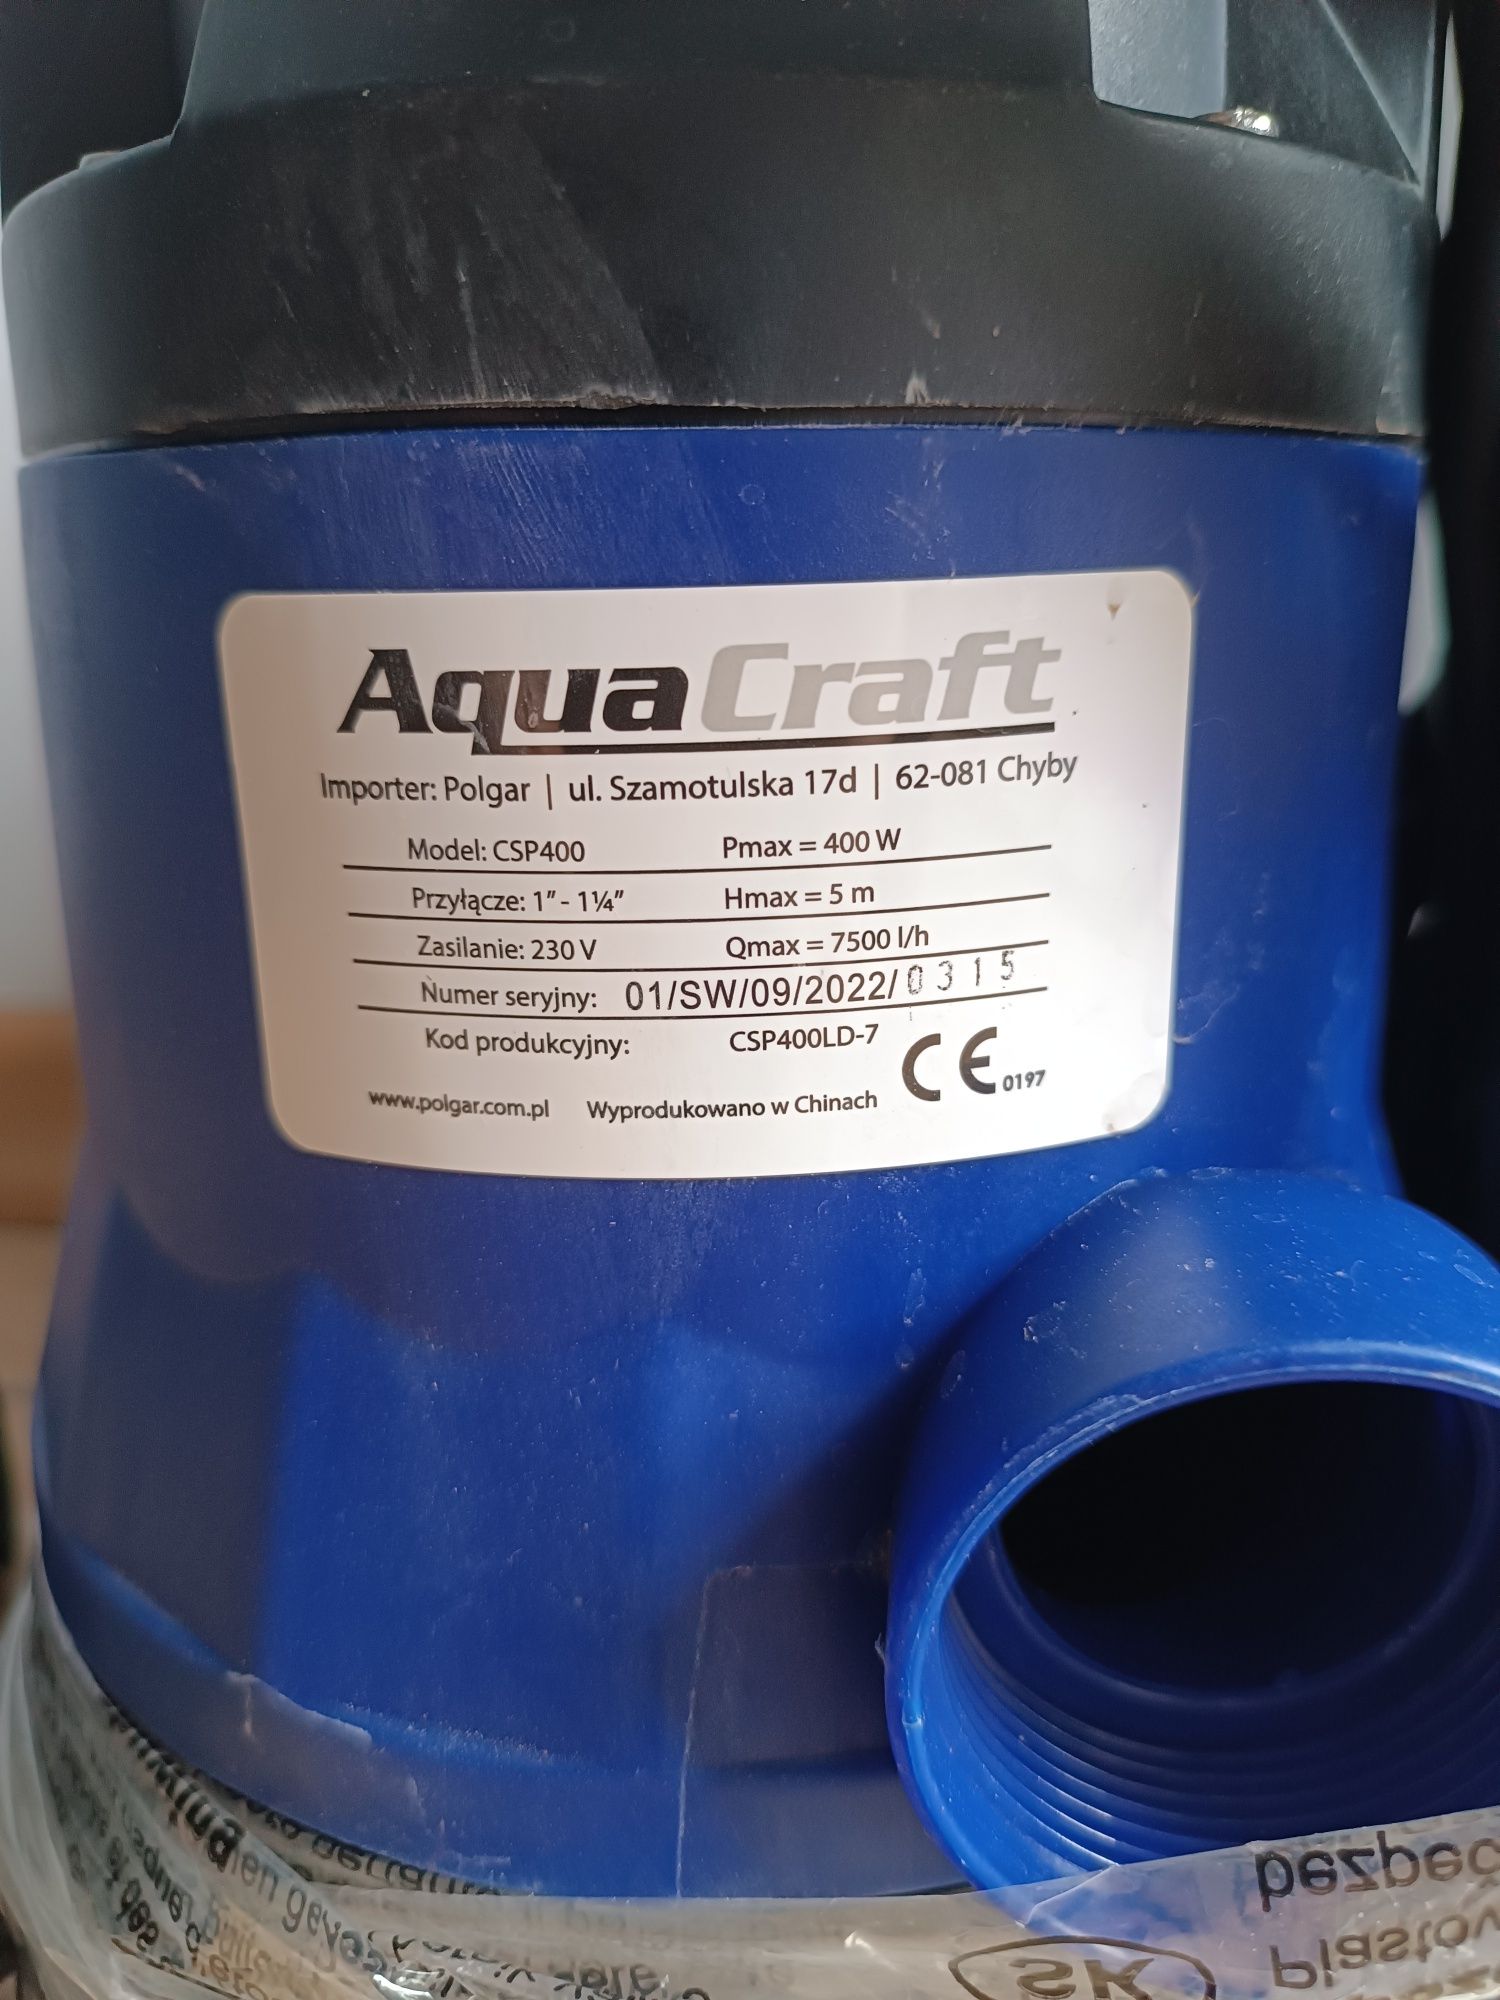 AquaCraft
Importer: Polgar | ul. Szamotulska 17d | 62-081 Chyby
Model: CSP400 Pmax = 400 W
Przyłącze: 1” - 1¼” Hmax = 5 m
Zasilanie: 230 V Qmax = 7500 l/h
Numer seryjny: 01/SW/09/2022/0315
Kod produkcyjny: CSP400LD-7
CE 0197
www.polgar.com.pl Wyprodukowano w Chinach
SK